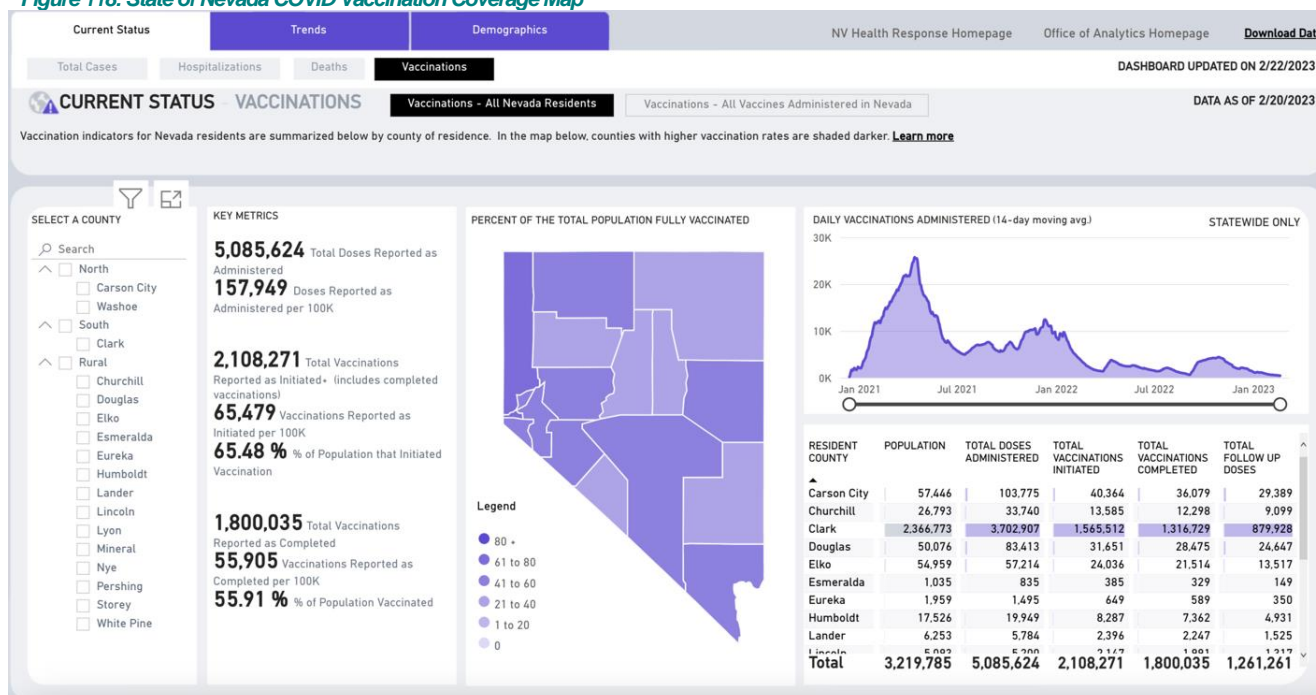 Figure 118. State of Nevada COVID Vaccination Coverage Map
Current Status
Trends
Demographics
NV Health Response Homepage
Office of Analytics Homepage
Download Dat
Total Cases
Hospitalizations
Deaths
Vaccinations
DASHBOARD UPDATED ON 2/22/2023
CURRENT STATUS - VACCINATIONS
Vaccinations - All Nevada Residents
Vaccinations - All Vaccines Administered in Nevada
DATA AS OF 2/20/2023
Vaccination indicators for Nevada residents are summarized below by county of residence. In the map below, counties with higher vaccination rates are shaded darker. Learn more
SELECT A COUNTY
Search
North
Carson City
Washoe
South
Clark
Rural
Churchill
Douglas
Elko
Esmeralda
Eureka
Humboldt
Lander
Lincoln
Lyon
Mineral
Nye
Pershing
Storey
White Pine
KEY METRICS
5,085,624 Total Doses Reported as
Administered
157,949 Doses Reported as
Administered per 100K
2,108,271 Total Vaccinations
Reported as Initiated* (includes completed
vaccinations)
65,479 Vaccinations Reported as
Initiated per 100K
65.48 % % of Population that Initiated
Vaccination
1,800,035 Total Vaccinations
Reported as Completed
55,905 Vaccinations Reported as
Completed per 100K
55.91 % % of Population Vaccinated
PERCENT OF THE TOTAL POPULATION FULLY VACCINATED
Legend
80 +
61 to 80
41 to 60
21 to 40
1 to 20
0
DAILY VACCINATIONS ADMINISTERED (14-day moving avg.)
STATEWIDE ONLY
30K
20K
10K
0K
Jan 2021 Jul 2021 Jan 2022 Jul 2022 Jan 2023
RESIDENT COUNTY POPULATION TOTAL DOSES ADMINISTERED TOTAL VACCINATIONS INITIATED TOTAL VACCINATIONS COMPLETED TOTAL FOLLOW UP DOSES
Carson City 57,446 103,775 40,364 36,079 29,389
Churchill 26,793 33,740 13,585 12,298 9,099
Clark 2,366,773 3,702,907 1,565,512 1,316,729 879,928
Douglas 50,076 83,413 31,651 28,475 24,647
Elko 54,959 57,214 24,036 21,514 13,517
Esmeralda 1,035 835 385 329 149
Eureka 1,959 1,495 649 589 350
Humboldt 17,526 19,949 8,287 7,362 4,931
Lander 6,253 5,784 2,396 2,247 1,525
Lincoln
Total 3,219,785 5,085,624 2,108,271 1,800,035 1,261,261